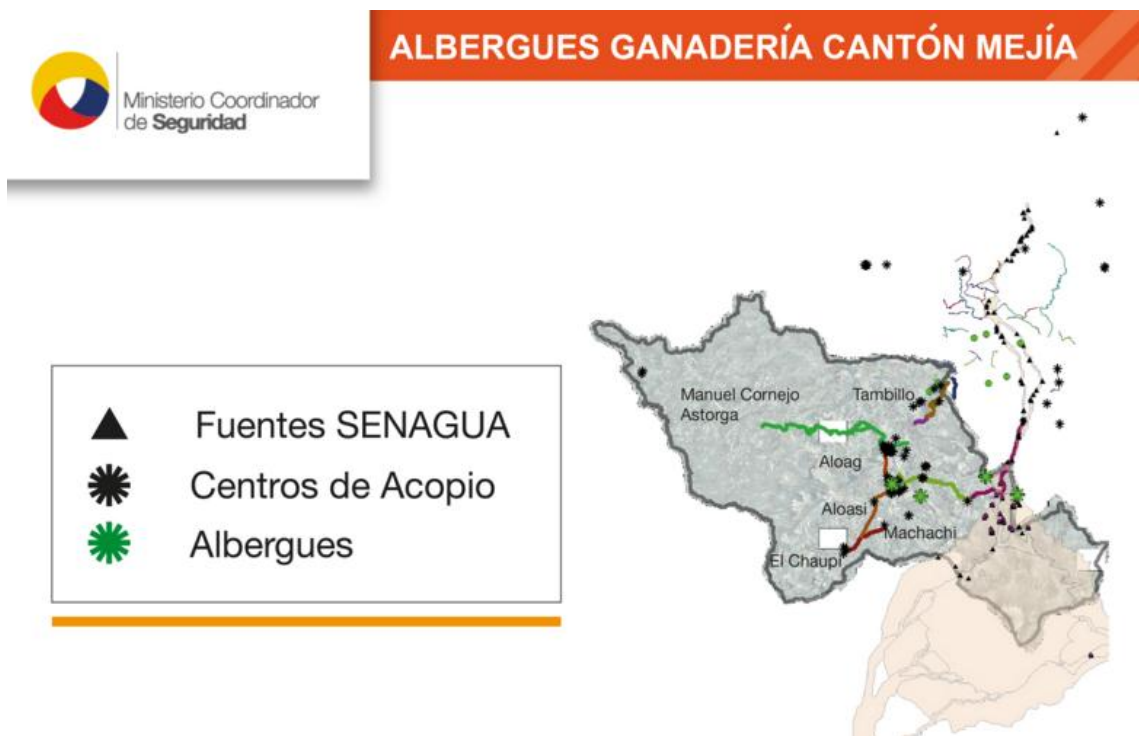 ALBERGUES GANADERÍA CANTÓN MEJÍA
Ministerio Coordinador
de Seguridad
Fuentes SENAGUA
Centros de Acopio
Albergues
Manuel Cornejo
Astorga
Tambillo
Aloag
Aloasi
Machachi
El Chaupi